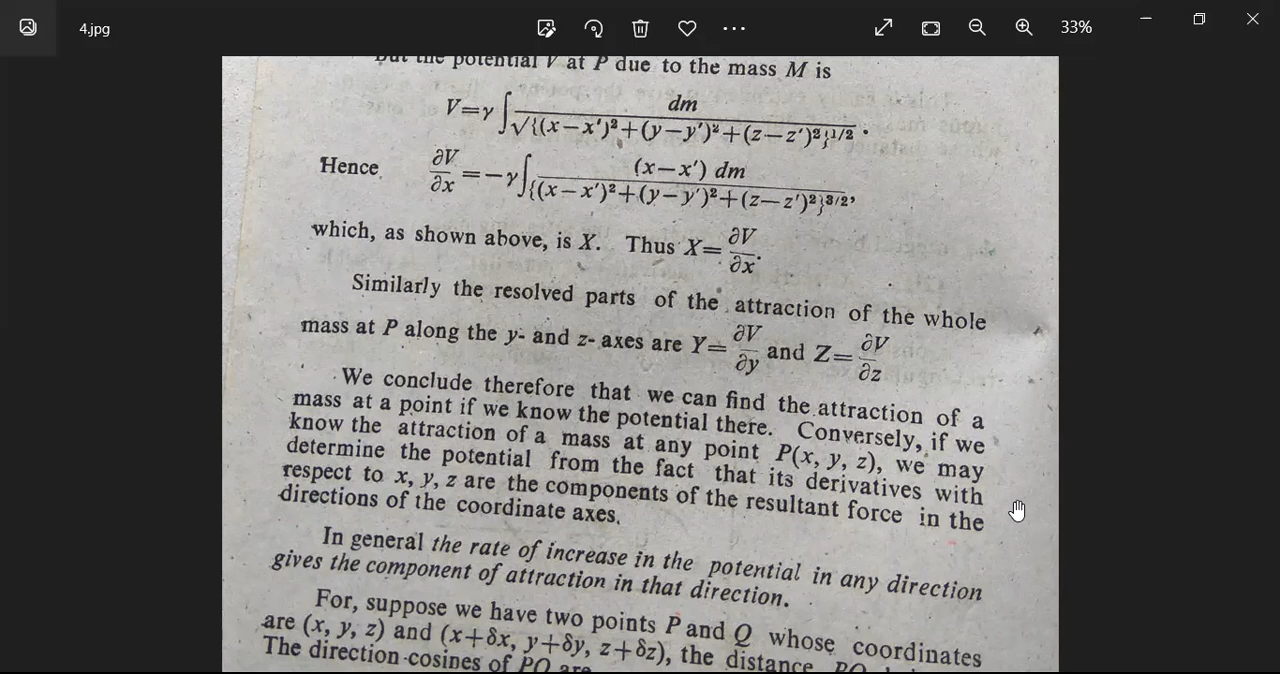 4.jpg
33%
But the potential V at P due to the mass M is
V=γ ∫ dm / √{(x−x′)²+(y−y′)²+(z−z′)²}^{1/2} .
Hence ∂V/∂x =−γ ∫ (x−x′) dm / {(x−x′)²+(y−y′)²+(z−z′)²}^{3/2},
which, as shown above, is X. Thus X= ∂V/∂x.
Similarly the resolved parts of the attraction of the whole
mass at P along the y- and z- axes are Y= ∂V/∂y and Z= ∂V/∂z
We conclude therefore that we can find the attraction of a
mass at a point if we know the potential there. Conversely, if we
know the attraction of a mass at any point P(x, y, z), we may
determine the potential from the fact that its derivatives with
respect to x, y, z are the components of the resultant force in the
directions of the coordinate axes.
In general the rate of increase in the potential in any direction
gives the component of attraction in that direction.
For, suppose we have two points P and Q whose coordinates
are (x, y, z) and (x+δx, y+δy, z+δz), the distance PQ
The direction-cosines of PQ are